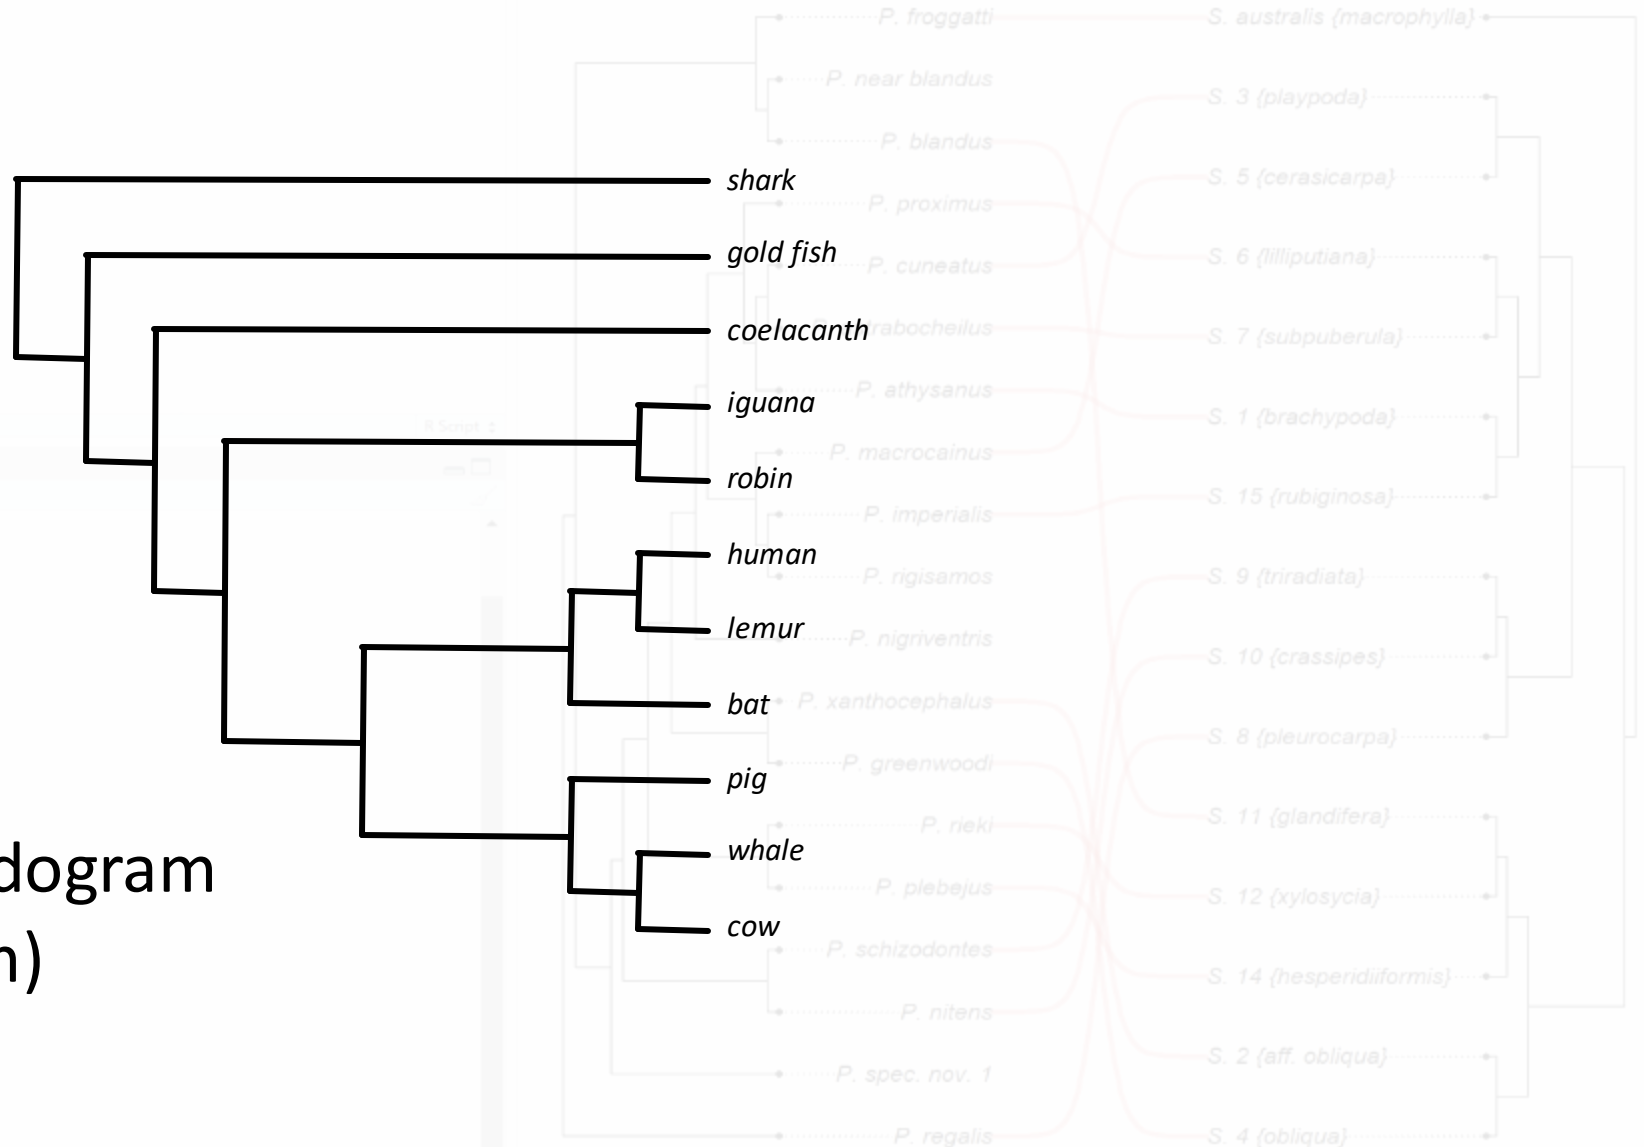 P. froggatti
S. australis {macrophylla}
P. near blandus
S. 3 {playpoda}
P. blandus
shark
S. 5 {cerasicarpa}
P. proximus
gold fish
S. 6 {lilliputiana}
P. cuneatus
coelacanth
trabocheilus
S. 7 {subpuberula}
iguana
P. athysanus
S. 1 {brachypoda}
R Script
P. macrocainus
robin
S. 15 {rubiginosa}
P. imperialis
human
P. rigisamos
S. 9 {triradiata}
lemur
P. nigriventris
S. 10 {crassipes}
bat
P. xanthocephalus
S. 8 {pleurocarpa}
pig
P. greenwoodi
S. 11 {glandifera}
P. rieki
whale
dogram
P. plebejus
S. 12 {xylosycia}
cow
P. schizodontes
n)
S. 14 {hesperidiiformis}
P. nitens
S. 2 {aff. obliqua}
P. spec. nov. 1
P. regalis
S. 4 {obliqua}